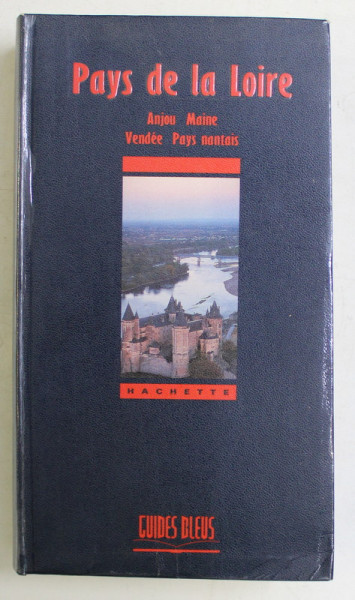 Pays de la Loire
Anjou Maine
Vendée Pays nantais
HACHETTE
GUIDES BLEUS